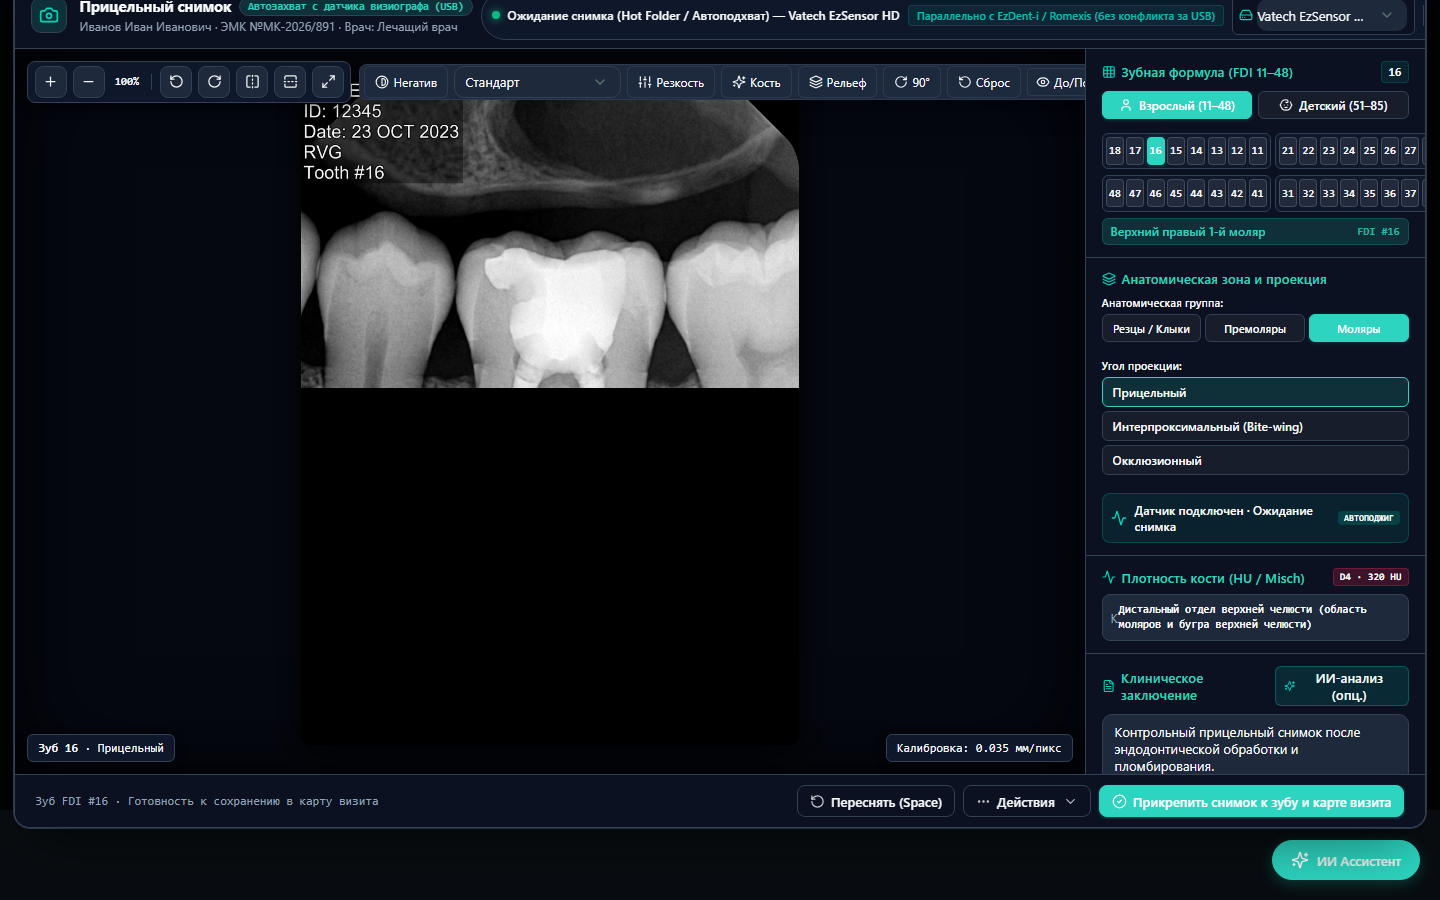 Прицельный снимок
Автозахват с датчика визиографа (USB)
Иванов Иван Иванович · ЭМК №МК-2026/891 · Врач: Лечащий врач
Ожидание снимка (Hot Folder / Автоподхват) — Vatech EzSensor HD
Параллельно с EzDent-i / Romexis (без конфликта за USB)
Vatech EzSensor ...
100%
Негатив
Стандарт
Резкость
Кость
Рельеф
90°
Сброс
До/По
ID: 12345
Date: 23 OCT 2023
RVG
Tooth #16
Зуб 16 · Прицельный
Калибровка: 0.035 мм/пикс
Зубная формула (FDI 11–48)
16
Взрослый (11–48)
Детский (51–85)
18 17 16 15 14 13 12 11 21 22 23 24 25 26 27
48 47 46 45 44 43 42 41 31 32 33 34 35 36 37
Верхний правый 1-й моляр
FDI #16
Анатомическая зона и проекция
Анатомическая группа:
Резцы / Клыки
Премоляры
Моляры
Угол проекции:
Прицельный
Интерпроксимальный (Bite-wing)
Окклюзионный
Датчик подключен · Ожидание
снимка
АВТОПОДЖИГ
Плотность кости (HU / Misch)
D4 · 320 HU
Дистальный отдел верхней челюсти (область
моляров и бугра верхней челюсти)
Клиническое
заключение
ИИ-анализ
(опц.)
Контрольный прицельный снимок после
эндодонтической обработки и
пломбирования.
Зуб FDI #16 · Готовность к сохранению в карту визита
Переснять (Space)
Действия
Прикрепить снимок к зубу и карте визита
ИИ Ассистент